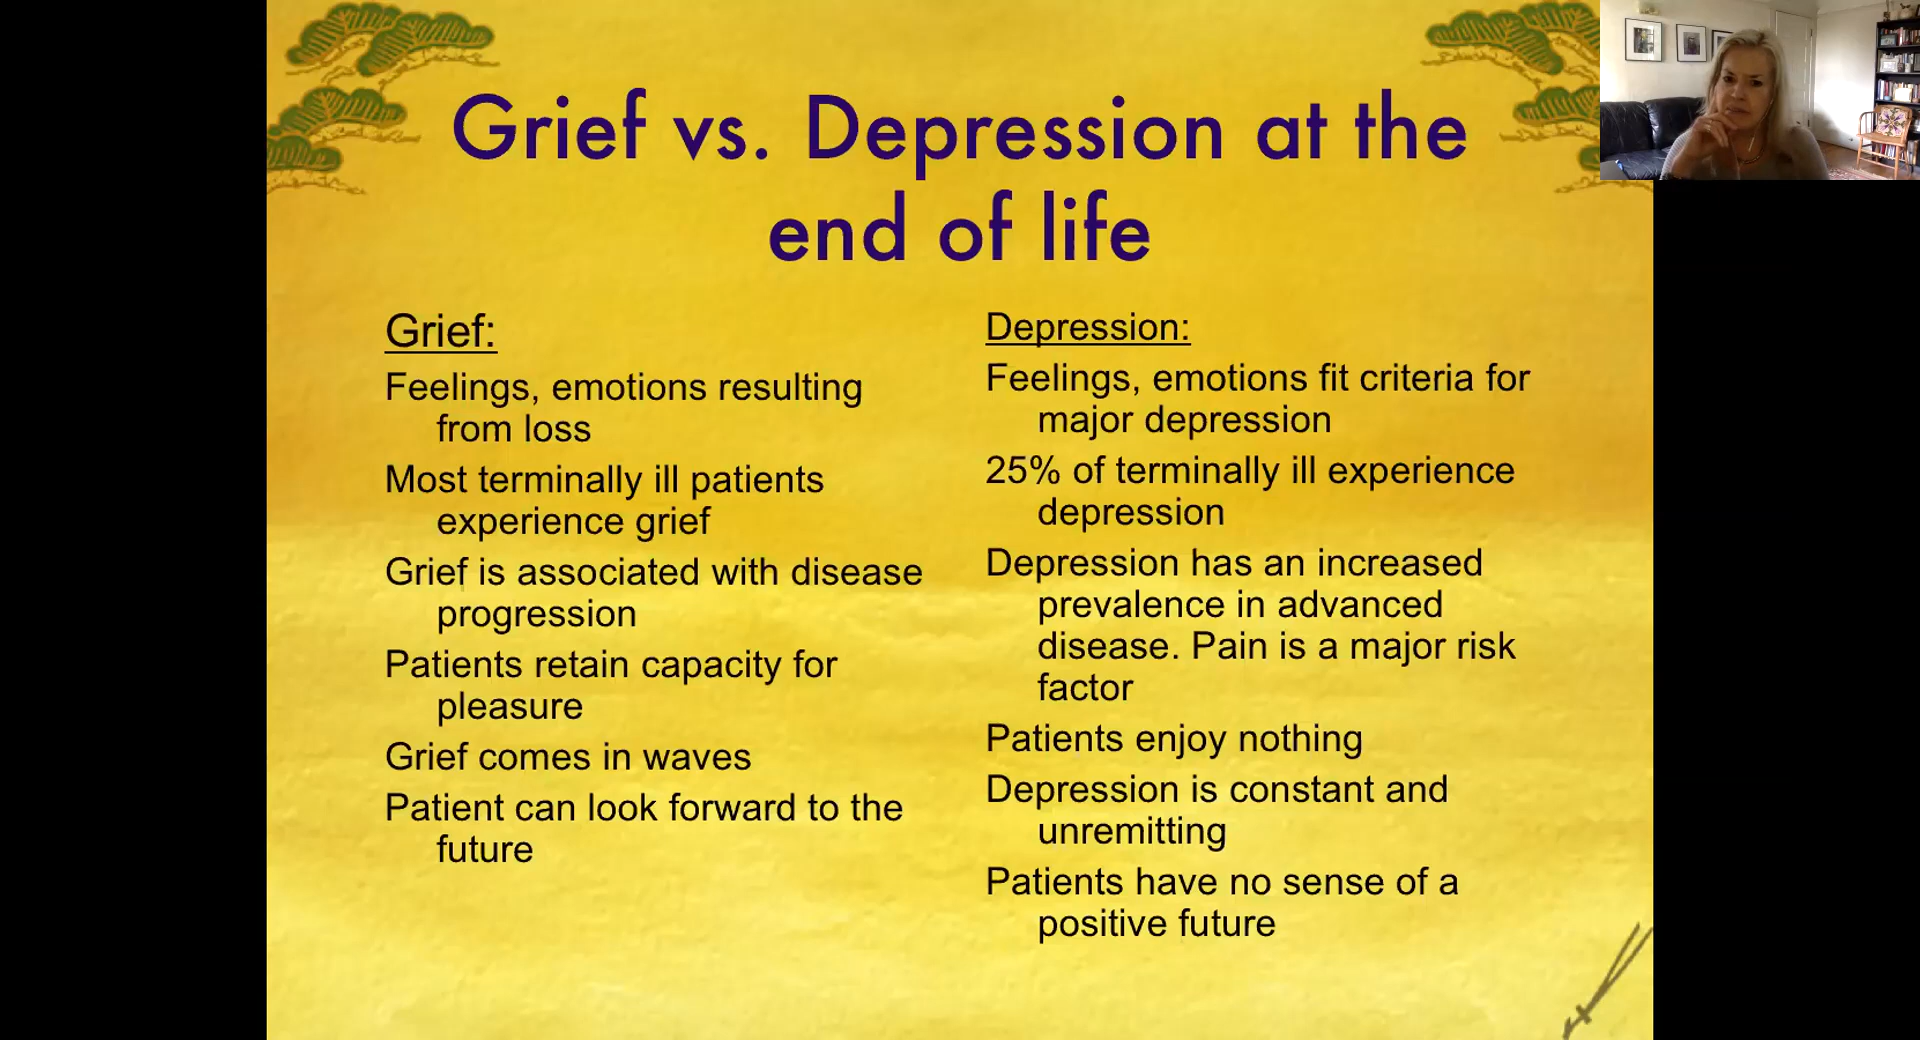 Grief vs. Depression at the
end of life
Grief:
Feelings, emotions resulting
from loss
Most terminally ill patients
experience grief
Grief is associated with disease
progression
Patients retain capacity for
pleasure
Grief comes in waves
Patient can look forward to the
future
Depression:
Feelings, emotions fit criteria for
major depression
25% of terminally ill experience
depression
Depression has an increased
prevalence in advanced
disease. Pain is a major risk
factor
Patients enjoy nothing
Depression is constant and
unremitting
Patients have no sense of a
positive future